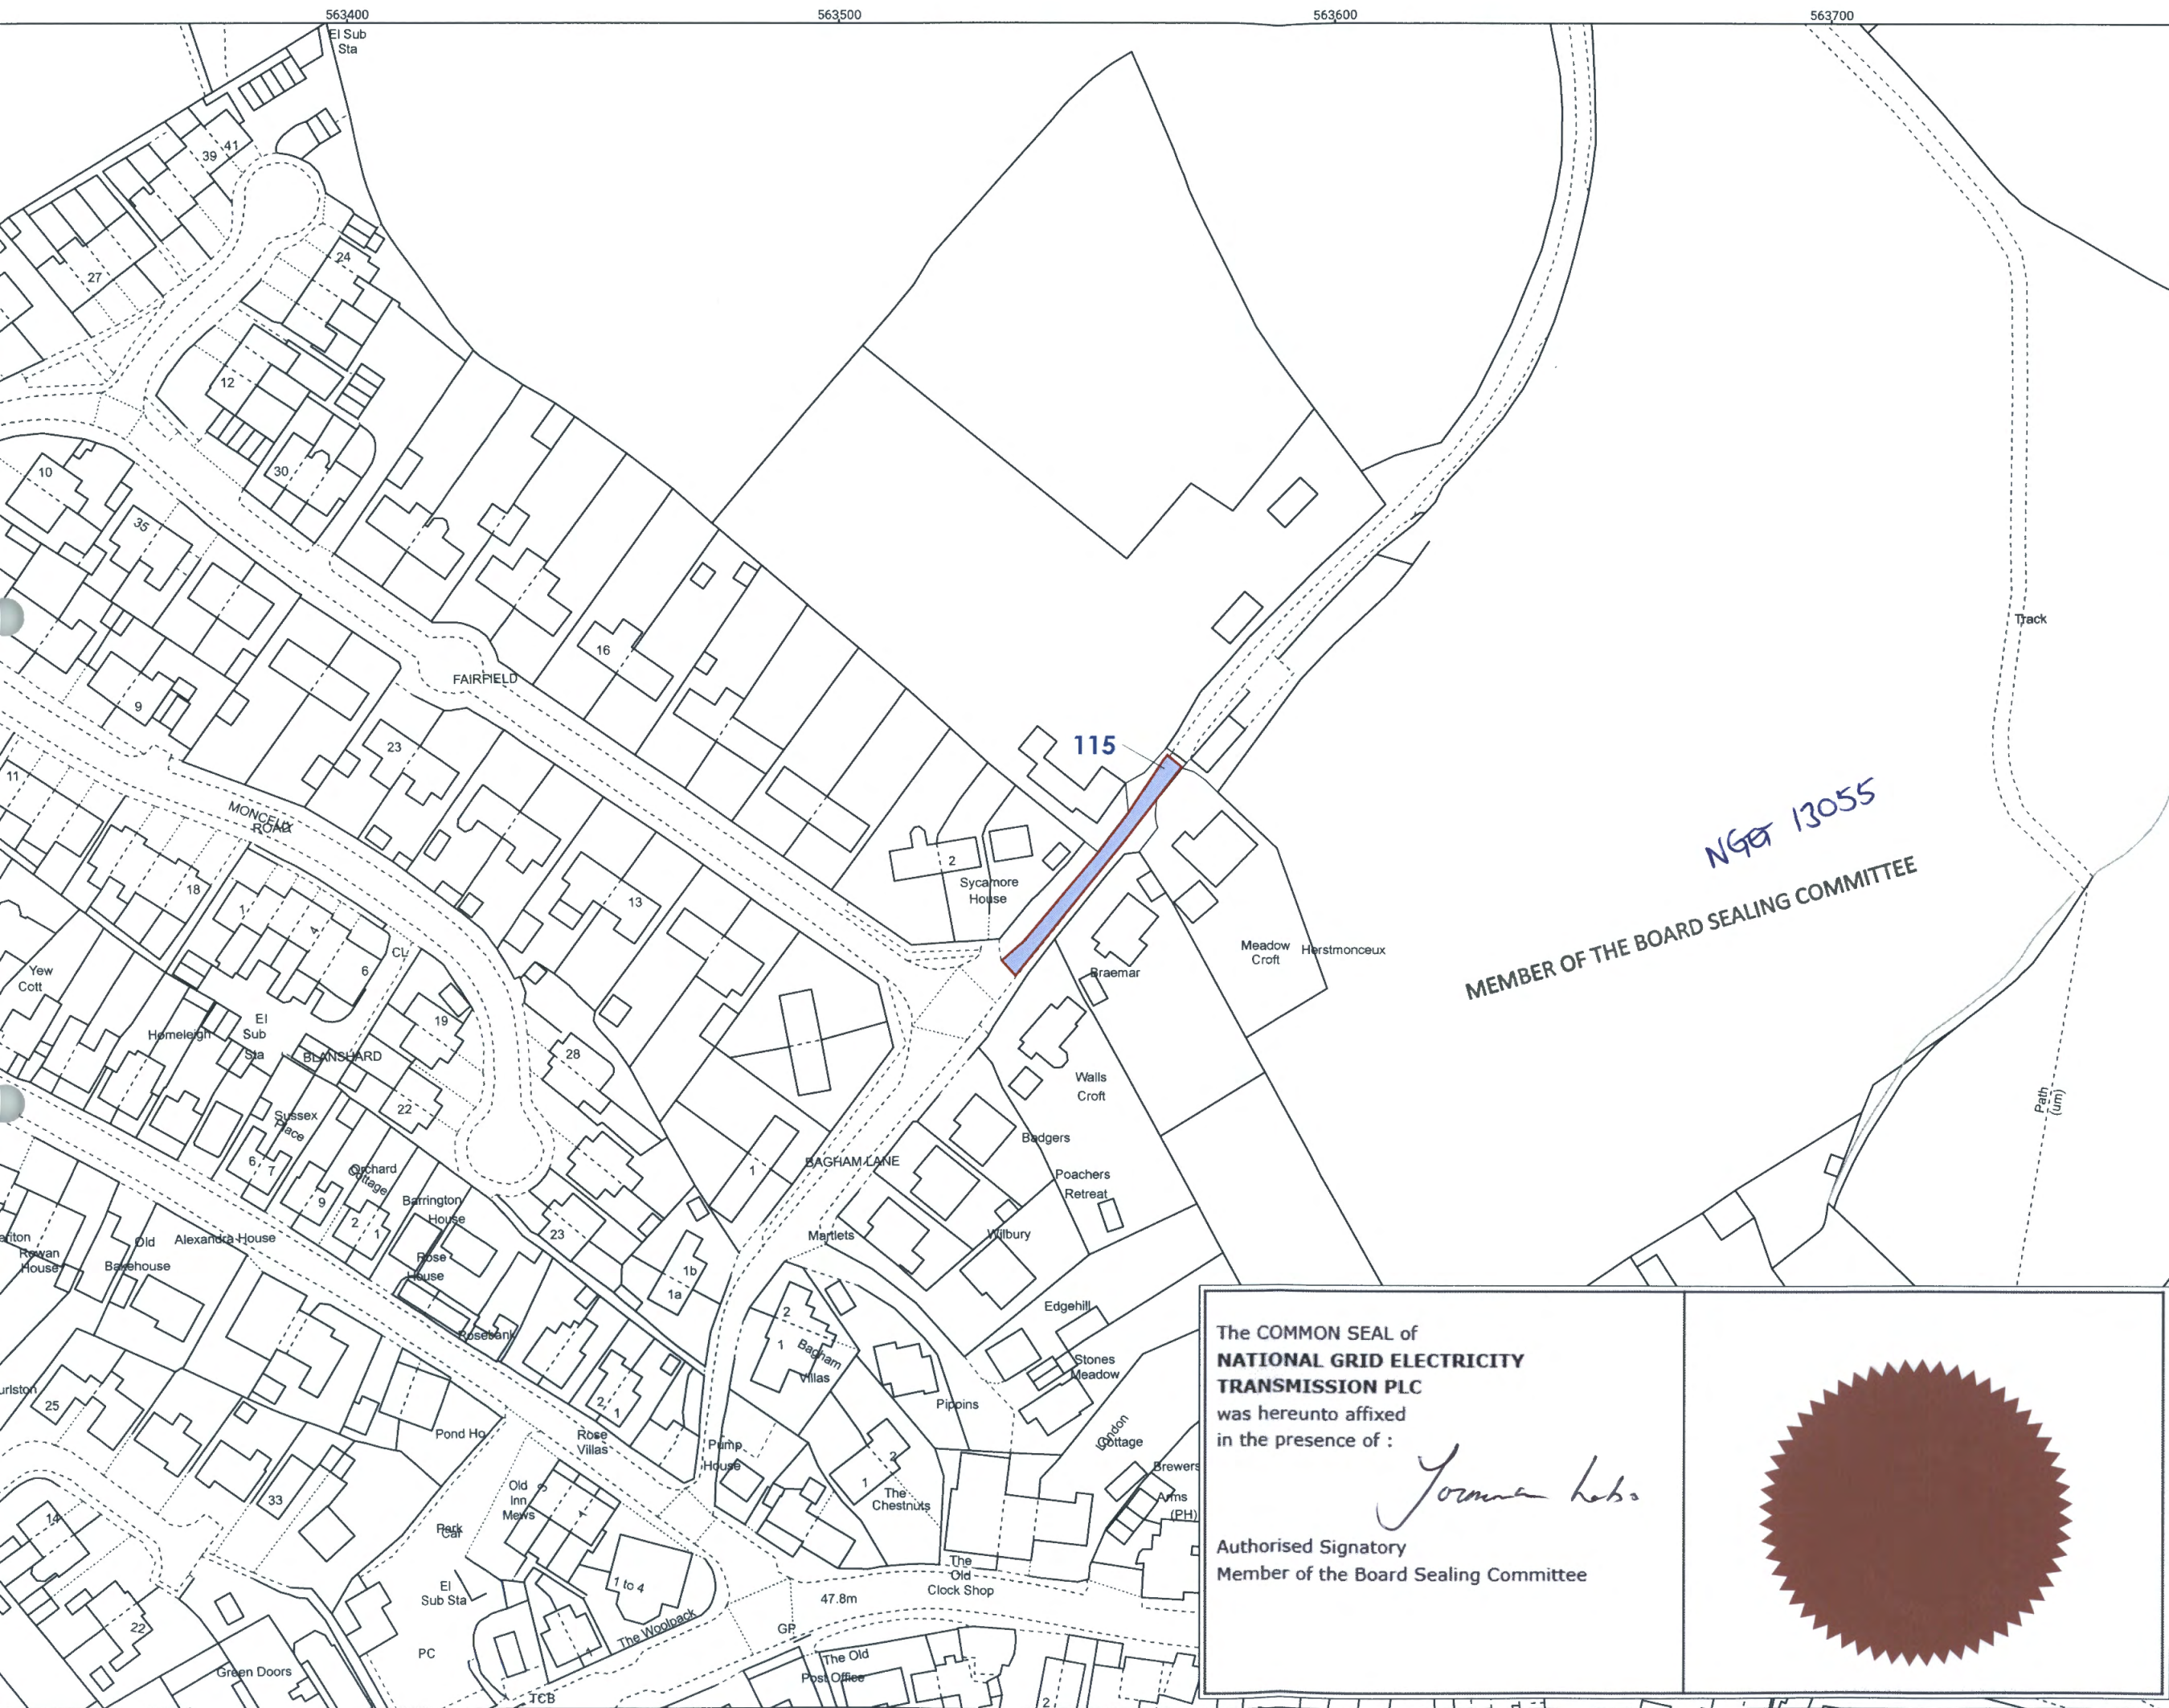 563400
563500
563600
563700
El Sub
Sta
39
41
24
27
12
30
10
35
16
FAIRFIELD
9
23
115
11
MONCEUX
ROAD
Track
NGET 13055
MEMBER OF THE BOARD SEALING COMMITTEE
2
Sycamore
House
18
1
4
13
6
CL
Yew
Cott
Meadow
Croft
Herstmonceux
Braemar
Homeleigh
El
Sub
Sta
19
BLANSHARD
28
Walls
Croft
22
Path
(um)
Sussex
Place
6
7
Badgers
Orchard
Cottage
1
BAGHAM LANE
Poachers
Retreat
9
2
1
Barrington
House
23
Martlets
Wilbury
Rowan
House
Old
Bakehouse
Alexandra House
Rose
House
1b
1a
Rosebank
2
1
Bagham
Villas
Edgehill
Stones
Meadow
25
2
1
Rose
Villas
Pond Ho
Pippins
London
Cottage
Pump
House
2
1
The
Chestnuts
Brewers
Arms
(PH)
33
Old
Inn
Mews
14
Car
Park
El
Sub Sta
1 to 4
The
Old
Clock Shop
47.8m
22
1
The Woolpack
GP
PC
Green Doors
The Old
Post Office
TCB
2
The COMMON SEAL of
NATIONAL GRID ELECTRICITY
TRANSMISSION PLC
was hereunto affixed
in the presence of :
Authorised Signatory
Member of the Board Sealing Committee